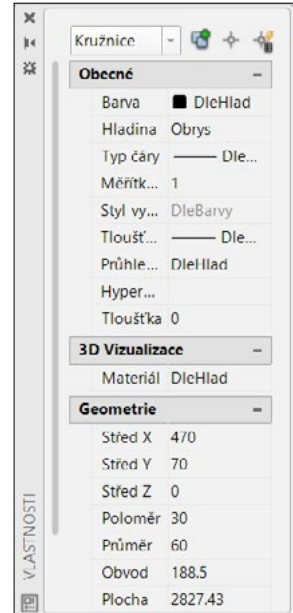 Kružnice
Obecné
Barva DleHlad
Hladina Obrys
Typ čáry Dle...
Měřítk... 1
Styl vy... DleBarvy
Tloušť... Dle...
Průhle... DleHlad
Hyper...
Tloušťka 0
3D Vizualizace
Materiál DleHlad
Geometrie
Střed X 470
Střed Y 70
Střed Z 0
Poloměr 30
Průměr 60
Obvod 188.5
Plocha 2827.43
VLASTNOSTI